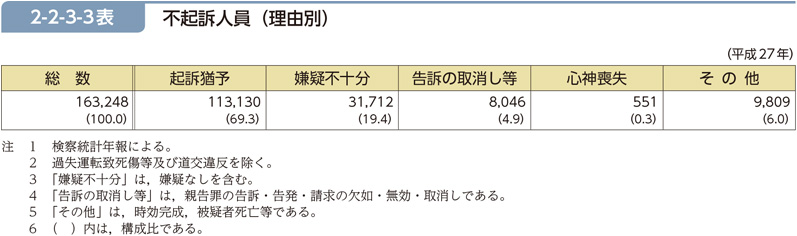 2-2-3-3表 不起訴人員（理由別）
（平成27年）
総数 起訴猶予 嫌疑不十分 告訴の取消し等 心神喪失 その他
163,248 113,130 31,712 8,046 551 9,809
(100.0) (69.3) (19.4) (4.9) (0.3) (6.0)
注 1 検察統計年報による。
2 過失運転致死傷等及び道交違反を除く。
3 「嫌疑不十分」は，嫌疑なしを含む。
4 「告訴の取消し等」は，親告罪の告訴・告発・請求の欠如・無効・取消しである。
5 「その他」は，時効完成，被疑者死亡等である。
6 （ ）内は，構成比である。